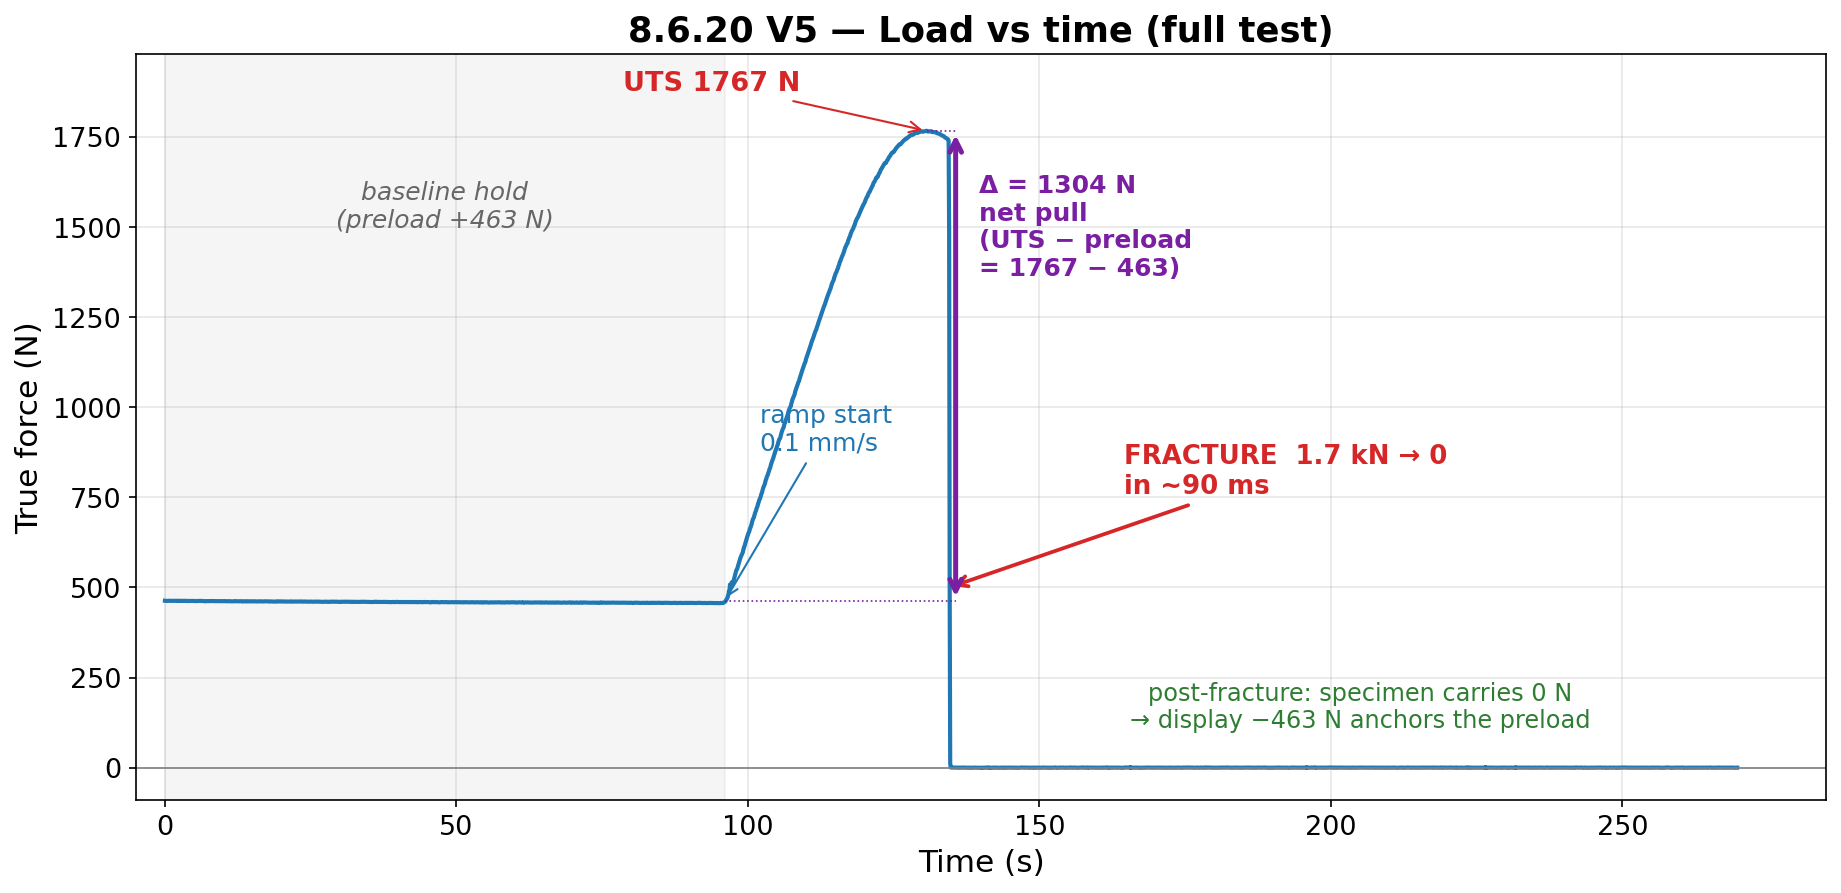 8.6.20 V5 — Load vs time (full test)
UTS 1767 N
baseline hold
(preload +463 N)
Δ = 1304 N
net pull
(UTS − preload
= 1767 − 463)
ramp start
0.1 mm/s
FRACTURE  1.7 kN → 0
in ~90 ms
post-fracture: specimen carries 0 N
→ display −463 N anchors the preload
True force (N)
1750
1500
1250
1000
750
500
250
0
0 50 100 150 200 250
Time (s)